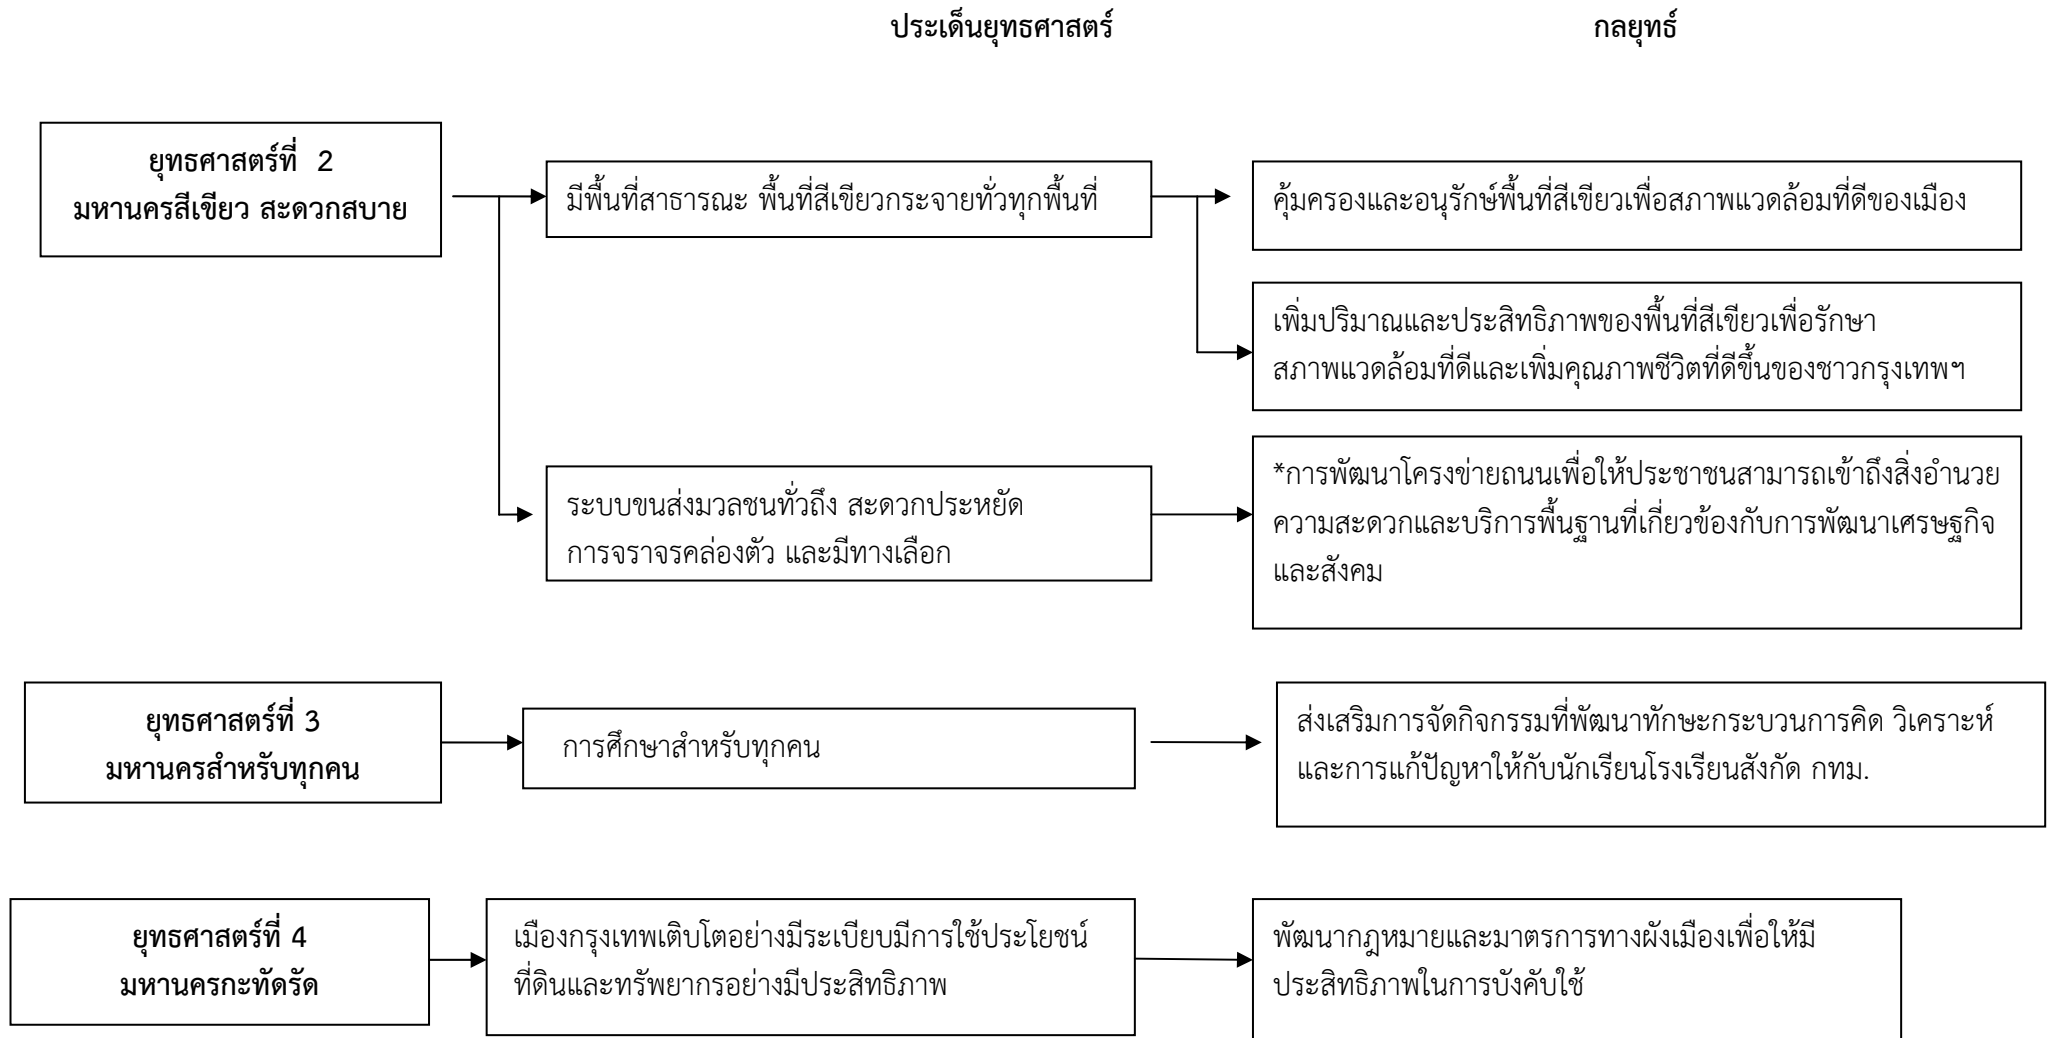 ประเด็นยุทธศาสตร์
กลยุทธ์
ยุทธศาสตร์ที่ 2
มหานครสีเขียว สะดวกสบาย
มีพื้นที่สาธารณะ พื้นที่สีเขียวกระจายทั่วทุกพื้นที่
คุ้มครองและอนุรักษ์พื้นที่สีเขียวเพื่อสภาพแวดล้อมที่ดีของเมือง
เพิ่มปริมาณและประสิทธิภาพของพื้นที่สีเขียวเพื่อรักษา
สภาพแวดล้อมที่ดีและเพิ่มคุณภาพชีวิตที่ดีขึ้นของชาวกรุงเทพฯ
ระบบขนส่งมวลชนทั่วถึง สะดวกประหยัด
การจราจรคล่องตัว และมีทางเลือก
*การพัฒนาโครงข่ายถนนเพื่อให้ประชาชนสามารถเข้าถึงสิ่งอำนวย
ความสะดวกและบริการพื้นฐานที่เกี่ยวข้องกับการพัฒนาเศรษฐกิจ
และสังคม
ยุทธศาสตร์ที่ 3
มหานครสำหรับทุกคน
การศึกษาสำหรับทุกคน
ส่งเสริมการจัดกิจกรรมที่พัฒนาทักษะกระบวนการคิด วิเคราะห์
และการแก้ปัญหาให้กับนักเรียนโรงเรียนสังกัด กทม.
ยุทธศาสตร์ที่ 4
มหานครกะทัดรัด
เมืองกรุงเทพเติบโตอย่างมีระเบียบมีการใช้ประโยชน์
ที่ดินและทรัพยากรอย่างมีประสิทธิภาพ
พัฒนากฎหมายและมาตรการทางผังเมืองเพื่อให้มี
ประสิทธิภาพในการบังคับใช้